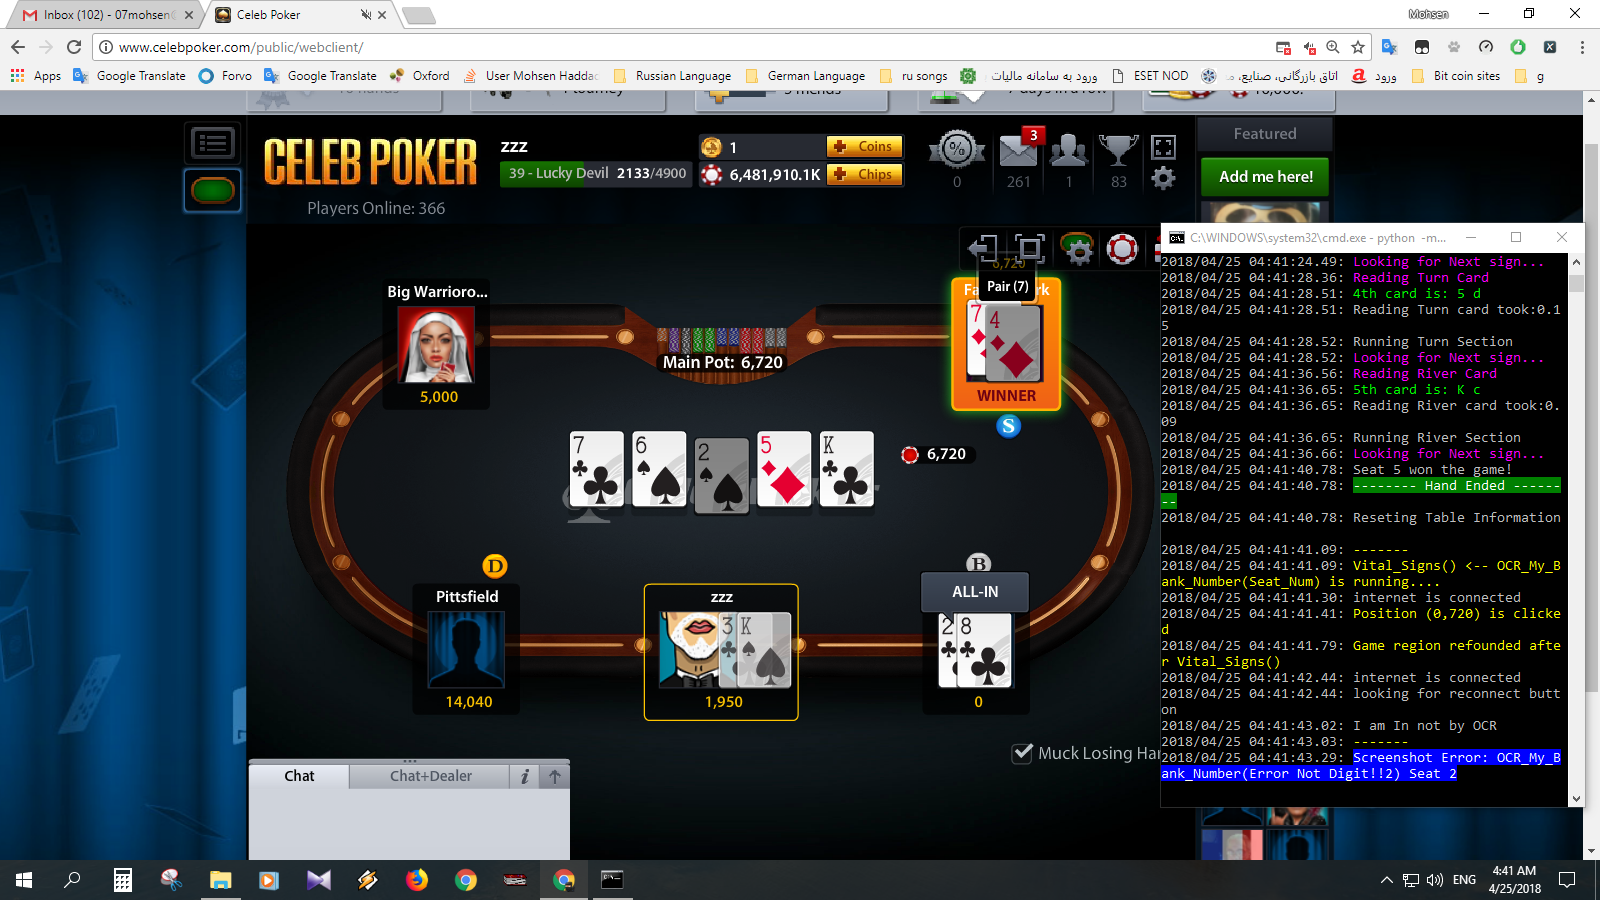 Inbox (102) - 07mohsen
Celeb Poker
Mohsen
www.celebpoker.com/public/webclient/
Apps
Google Translate
Forvo
Google Translate
Oxford
User Mohsen Haddad
Russian Language
German Language
ru songs
ورود به سامانه مالیات
ESET NOD
اتاق بازرگانی، صنایع،
ورود
Bit coin sites
g
CELEB POKER
Players Online: 366
zzz
39 - Lucky Devil 2133/4900
1
Coins
6,481,910.1K
Chips
%
0
3
261
1
83
Featured
Add me here!
Big Warrioro...
5,000
Main Pot: 6,720
6,720
Pair (7)
7
4
WINNER
S
7
6
2
5
K
6,720
D
Pittsfield
14,040
zzz
3
K
1,950
B
ALL-IN
2
8
0
Muck Losing Han
Chat
Chat+Dealer
i
C:\WINDOWS\system32\cmd.exe - python -m...
2018/04/25 04:41:24.49: Looking for Next sign...
2018/04/25 04:41:28.36: Reading Turn Card
2018/04/25 04:41:28.51: 4th card is: 5 d
2018/04/25 04:41:28.51: Reading Turn card took:0.1
5
2018/04/25 04:41:28.52: Running Turn Section
2018/04/25 04:41:28.52: Looking for Next sign...
2018/04/25 04:41:36.56: Reading River Card
2018/04/25 04:41:36.65: 5th card is: K c
2018/04/25 04:41:36.65: Reading River card took:0.
09
2018/04/25 04:41:36.65: Running River Section
2018/04/25 04:41:36.66: Looking for Next sign...
2018/04/25 04:41:40.78: Seat 5 won the game!
2018/04/25 04:41:40.78: -------- Hand Ended ------
--
2018/04/25 04:41:40.78: Reseting Table Information
2018/04/25 04:41:41.09: -------
2018/04/25 04:41:41.09: Vital_Signs() <-- OCR_My_B
ank_Number(Seat_Num) is running....
2018/04/25 04:41:41.30: internet is connected
2018/04/25 04:41:41.41: Position (0,720) is clicke
d
2018/04/25 04:41:41.79: Game region refounded afte
r Vital_Signs()
2018/04/25 04:41:42.44: internet is connected
2018/04/25 04:41:42.44: looking for reconnect butt
on
2018/04/25 04:41:43.02: I am In not by OCR
2018/04/25 04:41:43.03: -------
2018/04/25 04:41:43.29: Screenshot Error: OCR_My_B
ank_Number(Error Not Digit!!2) Seat 2
ENG
4:41 AM
4/25/2018